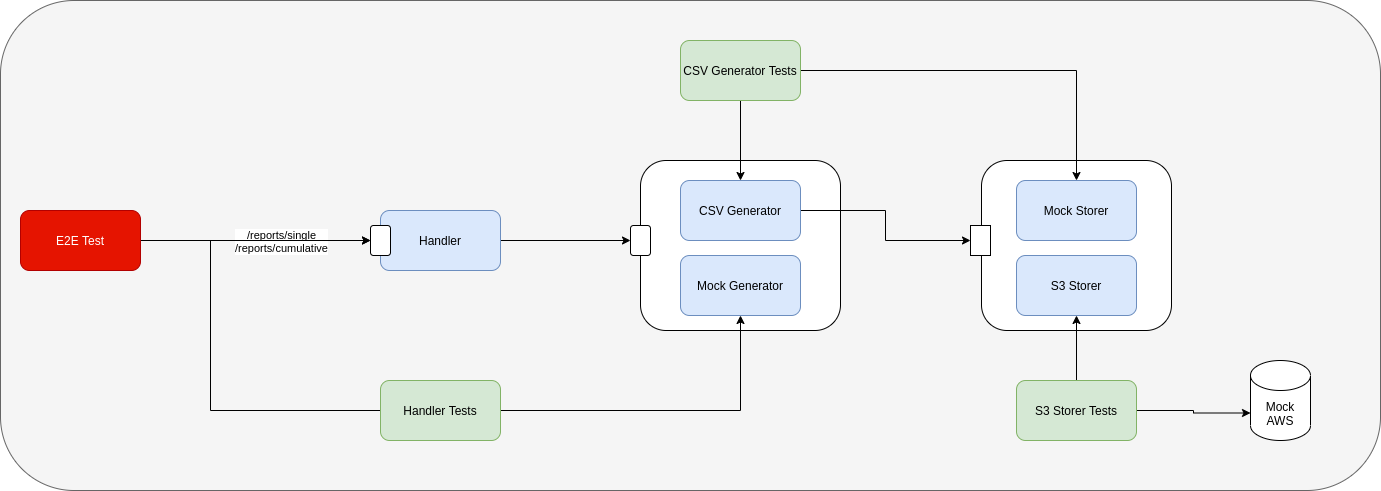 CSV Generator Tests
E2E Test
/reports/single
/reports/cumulative
Handler
CSV Generator
Mock Generator
Mock Storer
S3 Storer
Handler Tests
S3 Storer Tests
Mock
AWS